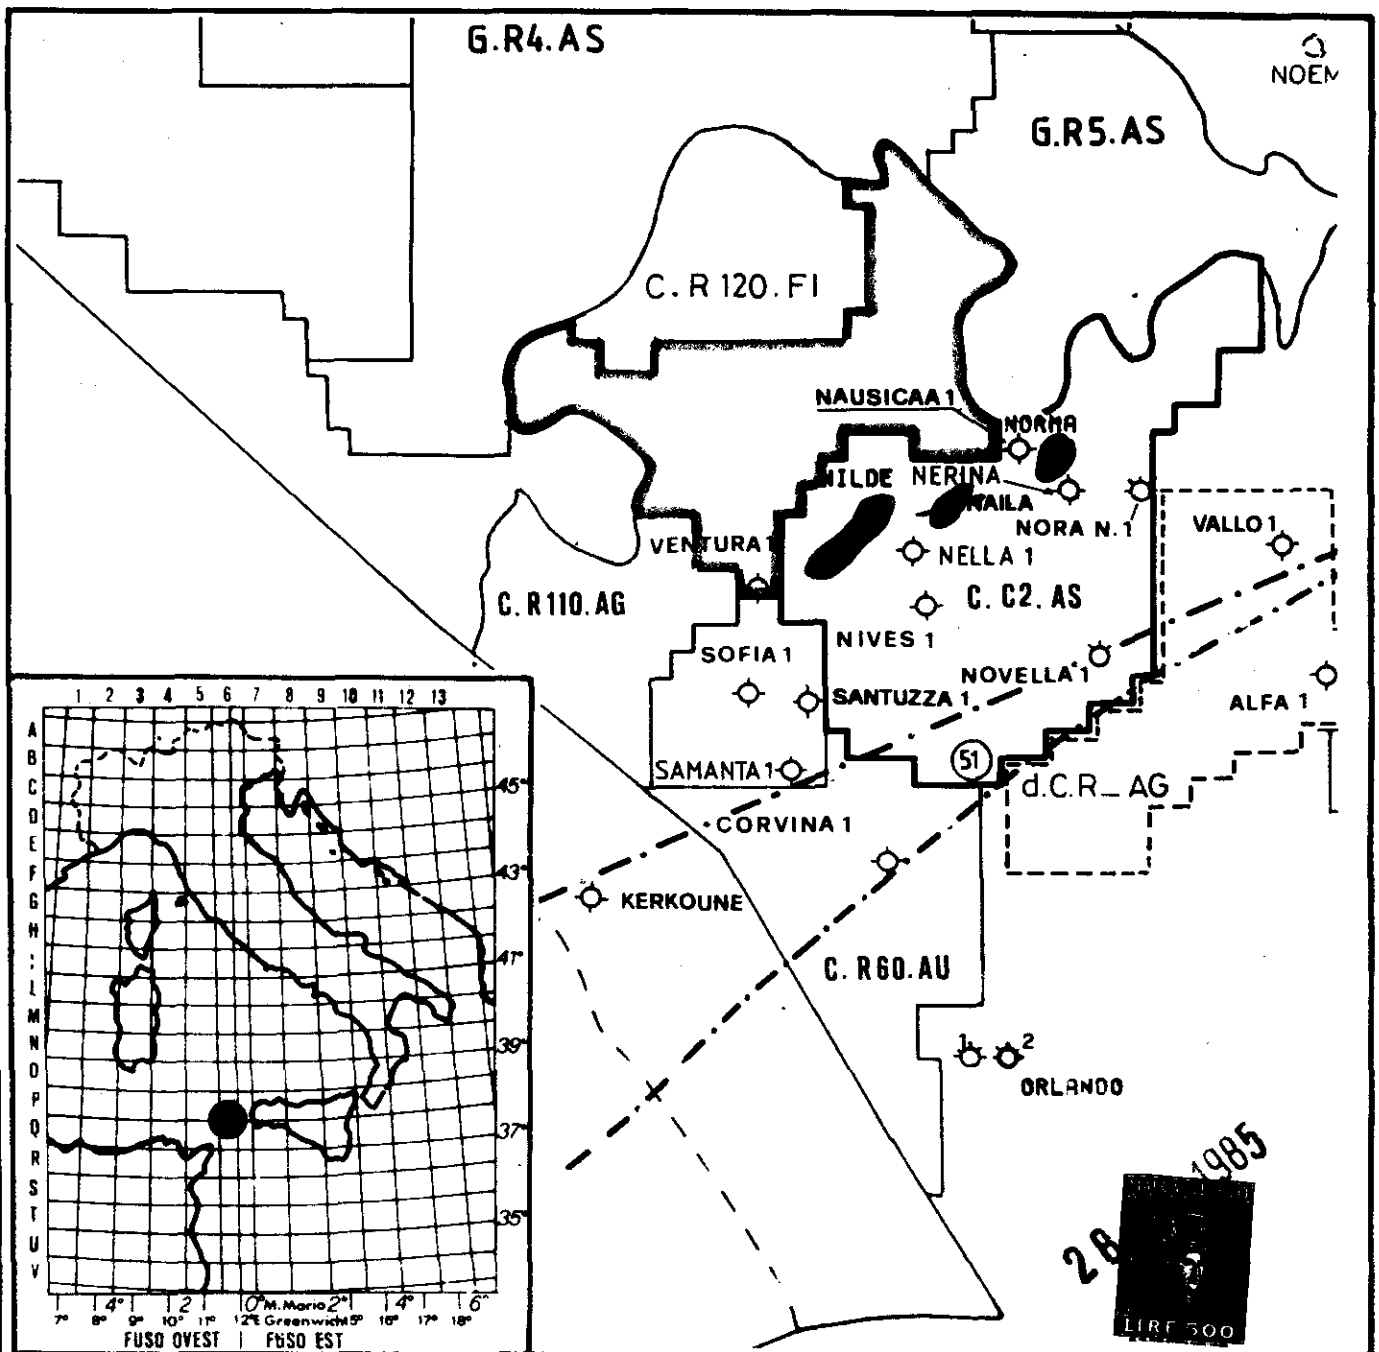 G.R4.AS
NOEM
G.R5.AS
C.R 120.FI
NAUSICAA 1
NORMA
NILDE
NERINA
NAILA
NORA N.1
VALLO 1
VENTURA 1
NELLA 1
C.R110.AG
C.C2.AS
NIVES 1
SOFIA 1
NOVELLA 1
SANTUZZA 1
ALFA 1
51
SAMANTA 1
d.C.R_AG
CORVINA 1
KERKOUNE
C.R60.AU
1 2
ORLANDO
1985
2B
LIRE 500
1 2 3 4 5 6 7 8 9 10 11 12 13
A
B
C
D
E
F
G
H
I
L
M
N
O
P
Q
R
S
T
U
V
45°
43°
41°
39°
37°
35°
4° 2 0° M. Mario 2° 4° 6°
7° 8° 9° 10° 11° 12°E Greenwich 15° 16° 17° 18°
FUSO OVEST | FUSO EST